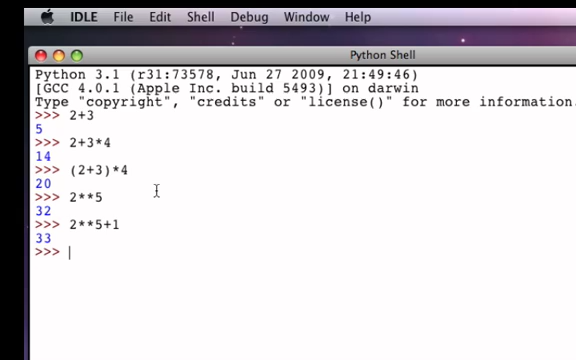 IDLE File Edit Shell Debug Window Help
Python Shell
Python 3.1 (r31:73578, Jun 27 2009, 21:49:46)
[GCC 4.0.1 (Apple Inc. build 5493)] on darwin
Type "copyright", "credits" or "license()" for more information.
>>> 2+3
5
>>> 2+3*4
14
>>> (2+3)*4
20
>>> 2**5
32
>>> 2**5+1
33
>>>